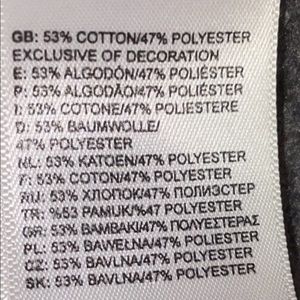 GB: 53% COTTON/47% POLYESTER
EXCLUSIVE OF DECORATION
E: 53% ALGODÓN/47% POLIÉSTER
P: 53% ALGODÃO/47% POLIÉSTER
I: 53% COTONE/47% POLIESTERE
D: 53% BAUMWOLLE/
47% POLYESTER
NL: 53% KATOEN/47% POLYESTER
F: 53% COTON/47% POLYESTER
RU: 53% ХЛОПОК/47% ПОЛИЭСТЕР
TR: %53 PAMUK/%47 POLYESTER
GR: 53% BAMBAKI/47% ΠΟΛΥΕΣΤΕΡΑΣ
PL: 53% BAWEŁNA/47% POLIESTER
CZ: 53% BAVLNA/47% POLYESTER
SK: 53% BAVLNA/47% POLYESTER